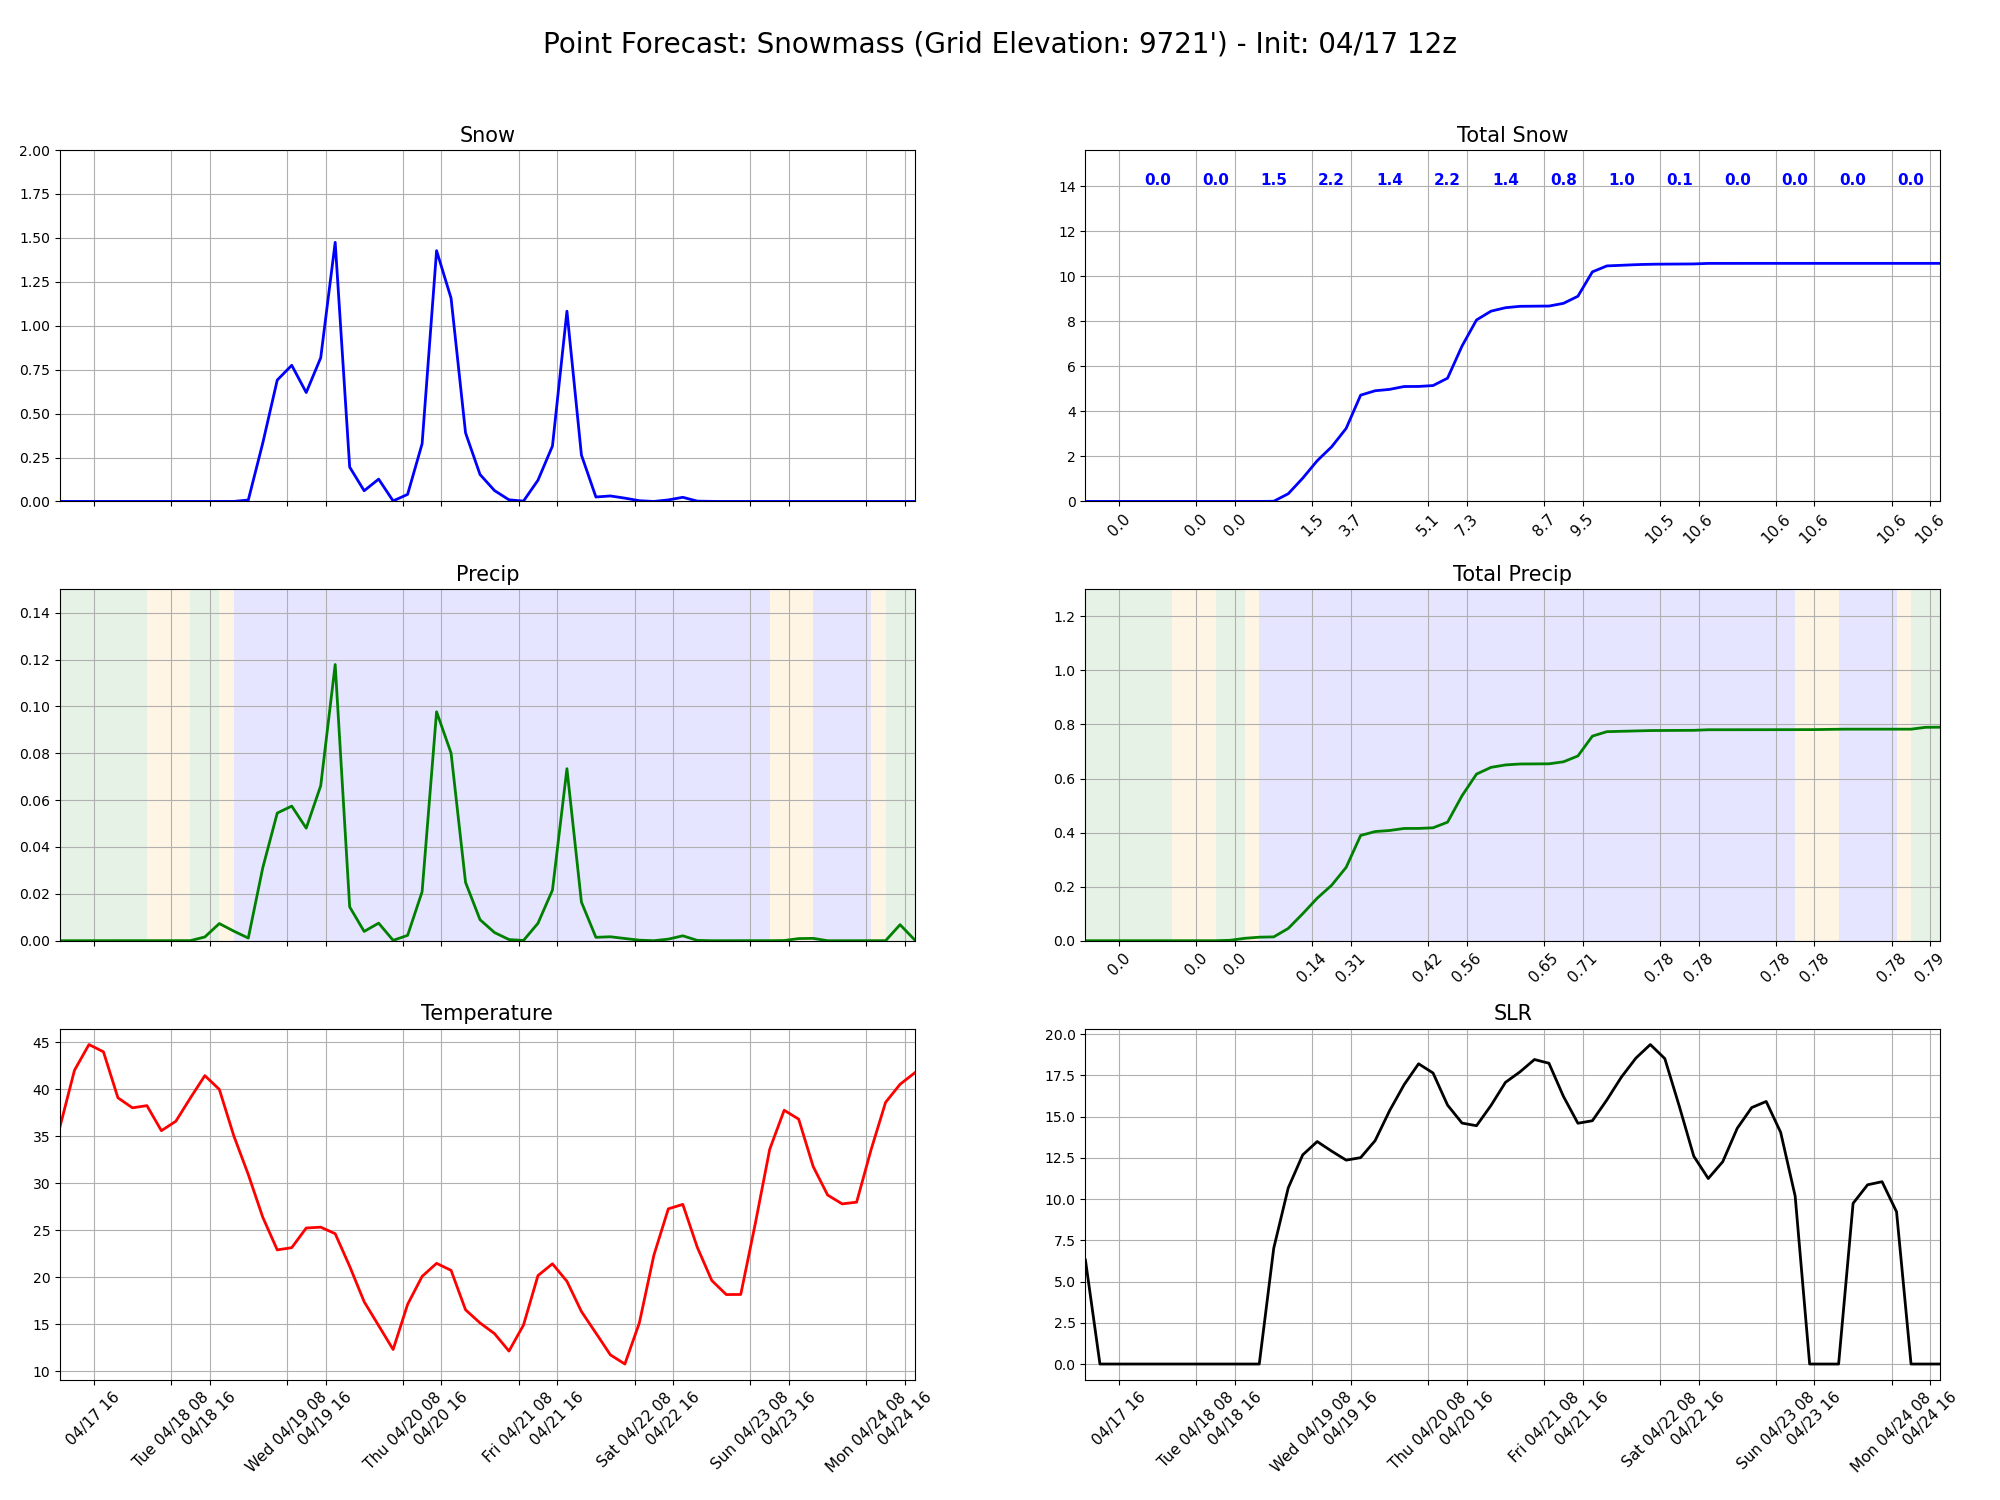 Point Forecast: Snowmass (Grid Elevation: 9721') - Init: 04/17 12z
Snow
2.00
1.75
1.50
1.25
1.00
0.75
0.50
0.25
0.00
Total Snow
0.0 0.0 1.5 2.2 1.4 2.2 1.4 0.8 1.0 0.1 0.0 0.0 0.0 0.0
14
12
10
8
6
4
2
0
0.0 0.0 0.0 1.5 3.7 5.1 7.3 8.7 9.5 10.5 10.6 10.6 10.6 10.6 10.6
Precip
0.14
0.12
0.10
0.08
0.06
0.04
0.02
0.00
Total Precip
1.2
1.0
0.8
0.6
0.4
0.2
0.0
0.0 0.0 0.0 0.14 0.31 0.42 0.56 0.65 0.71 0.78 0.78 0.78 0.78 0.78 0.79
Temperature
45
40
35
30
25
20
15
10
04/17 16
Tue 04/18 08
04/18 16
Wed 04/19 08
04/19 16
Thu 04/20 08
04/20 16
Fri 04/21 08
04/21 16
Sat 04/22 08
04/22 16
Sun 04/23 08
04/23 16
Mon 04/24 08
04/24 16
SLR
20.0
17.5
15.0
12.5
10.0
7.5
5.0
2.5
0.0
04/17 16
Tue 04/18 08
04/18 16
Wed 04/19 08
04/19 16
Thu 04/20 08
04/20 16
Fri 04/21 08
04/21 16
Sat 04/22 08
04/22 16
Sun 04/23 08
04/23 16
Mon 04/24 08
04/24 16